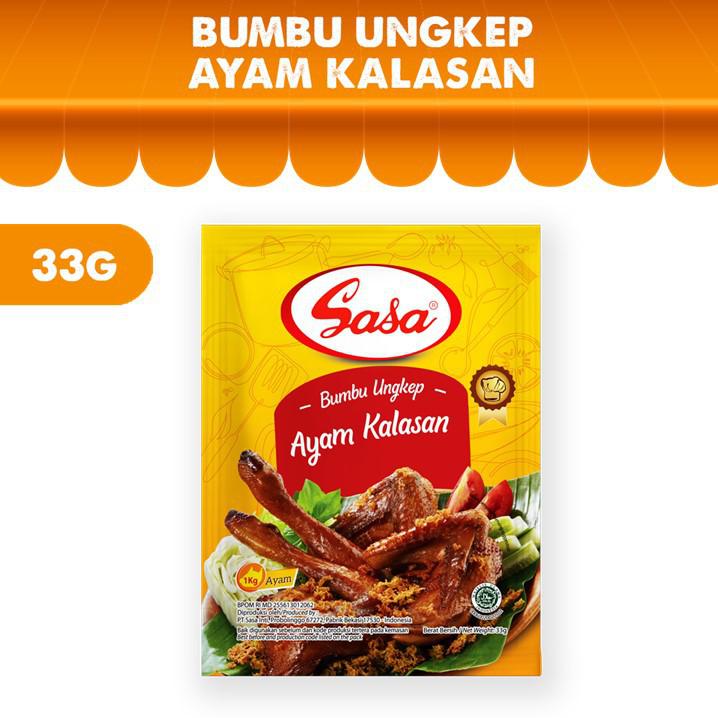 BUMBU UNGKEP
AYAM KALASAN
33G
Sasa®
Bumbu Ungkep
Ayam Kalasan
1Kg Ayam
BPOM RI MD 255613012062
Diproduksi oleh/Produced by
PT Sasa Inti, Probolinggo 67272, Pabrik Bekasi 17530 - Indonesia
Baik digunakan sebelum dan kode produksi tertera pada kemasan
Best before and production code listed on the pack
Berat Bersih / Net Weight: 33g